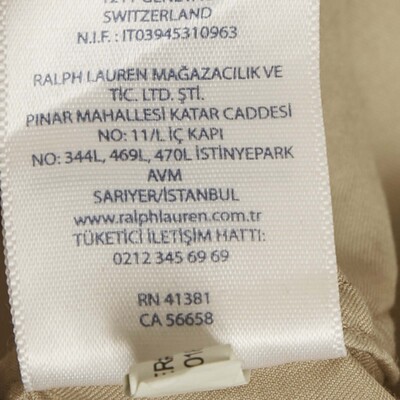 SWITZERLAND
N.I.F. : IT03945310963
RALPH LAUREN MAĞAZACILIK VE
TİC. LTD. ŞTİ.
PINAR MAHALLESİ KATAR CADDESİ
NO: 11/L İÇ KAPI
NO: 344L, 469L, 470L İSTİNYEPARK
AVM
SARIYER/İSTANBUL
www.ralphlauren.com.tr
TÜKETİCİ İLETİŞİM HATTI:
0212 345 69 69
RN 41381
CA 56658